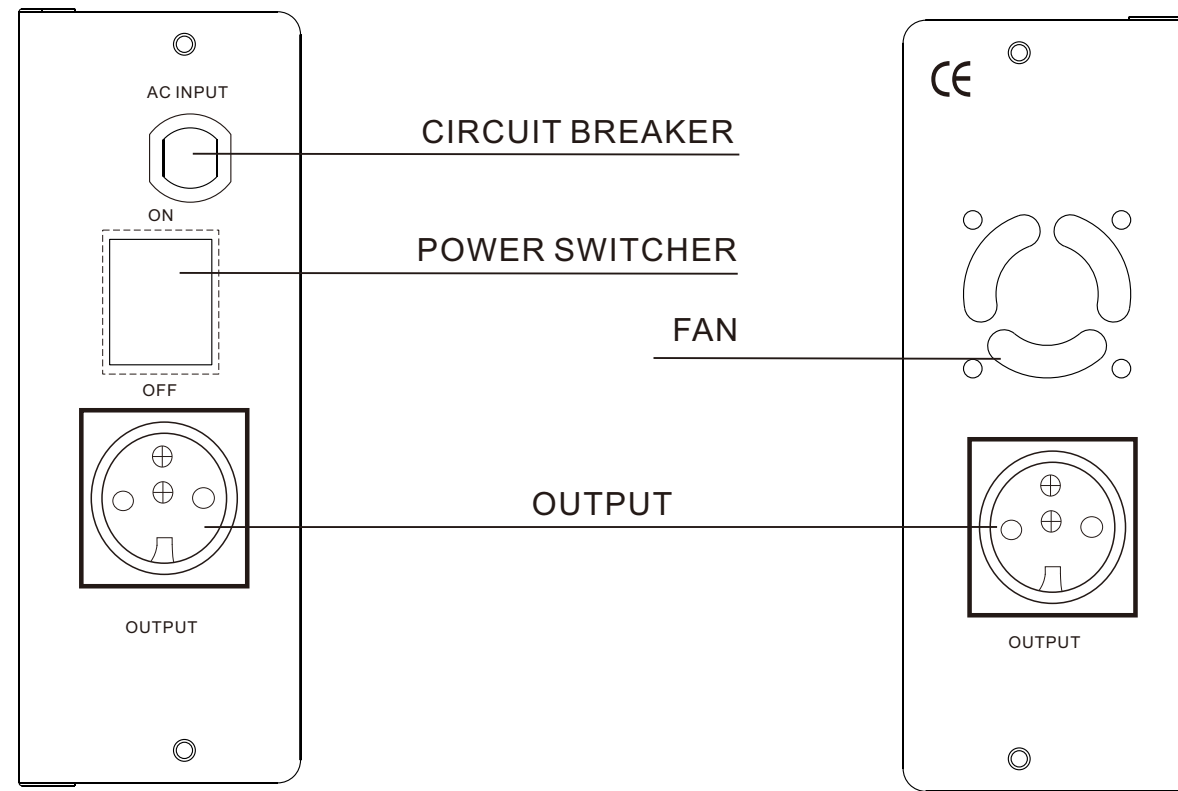 AC INPUT
CIRCUIT BREAKER
ON
POWER SWITCHER
FAN
OFF
OUTPUT
OUTPUT
OUTPUT
CE